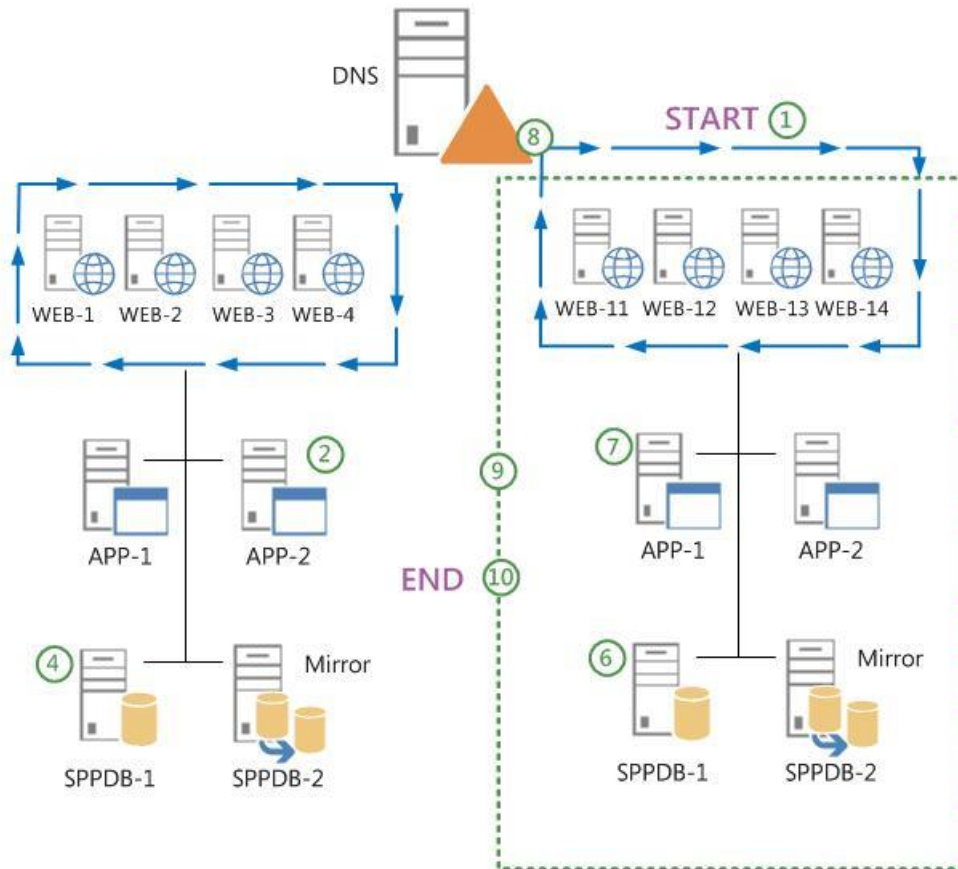 DNS
8
START 1
WEB-1 WEB-2 WEB-3 WEB-4
WEB-11 WEB-12 WEB-13 WEB-14
2
7
9
APP-1 APP-2
APP-1 APP-2
END 10
4
Mirror
6
Mirror
SPPDB-1 SPPDB-2
SPPDB-1 SPPDB-2